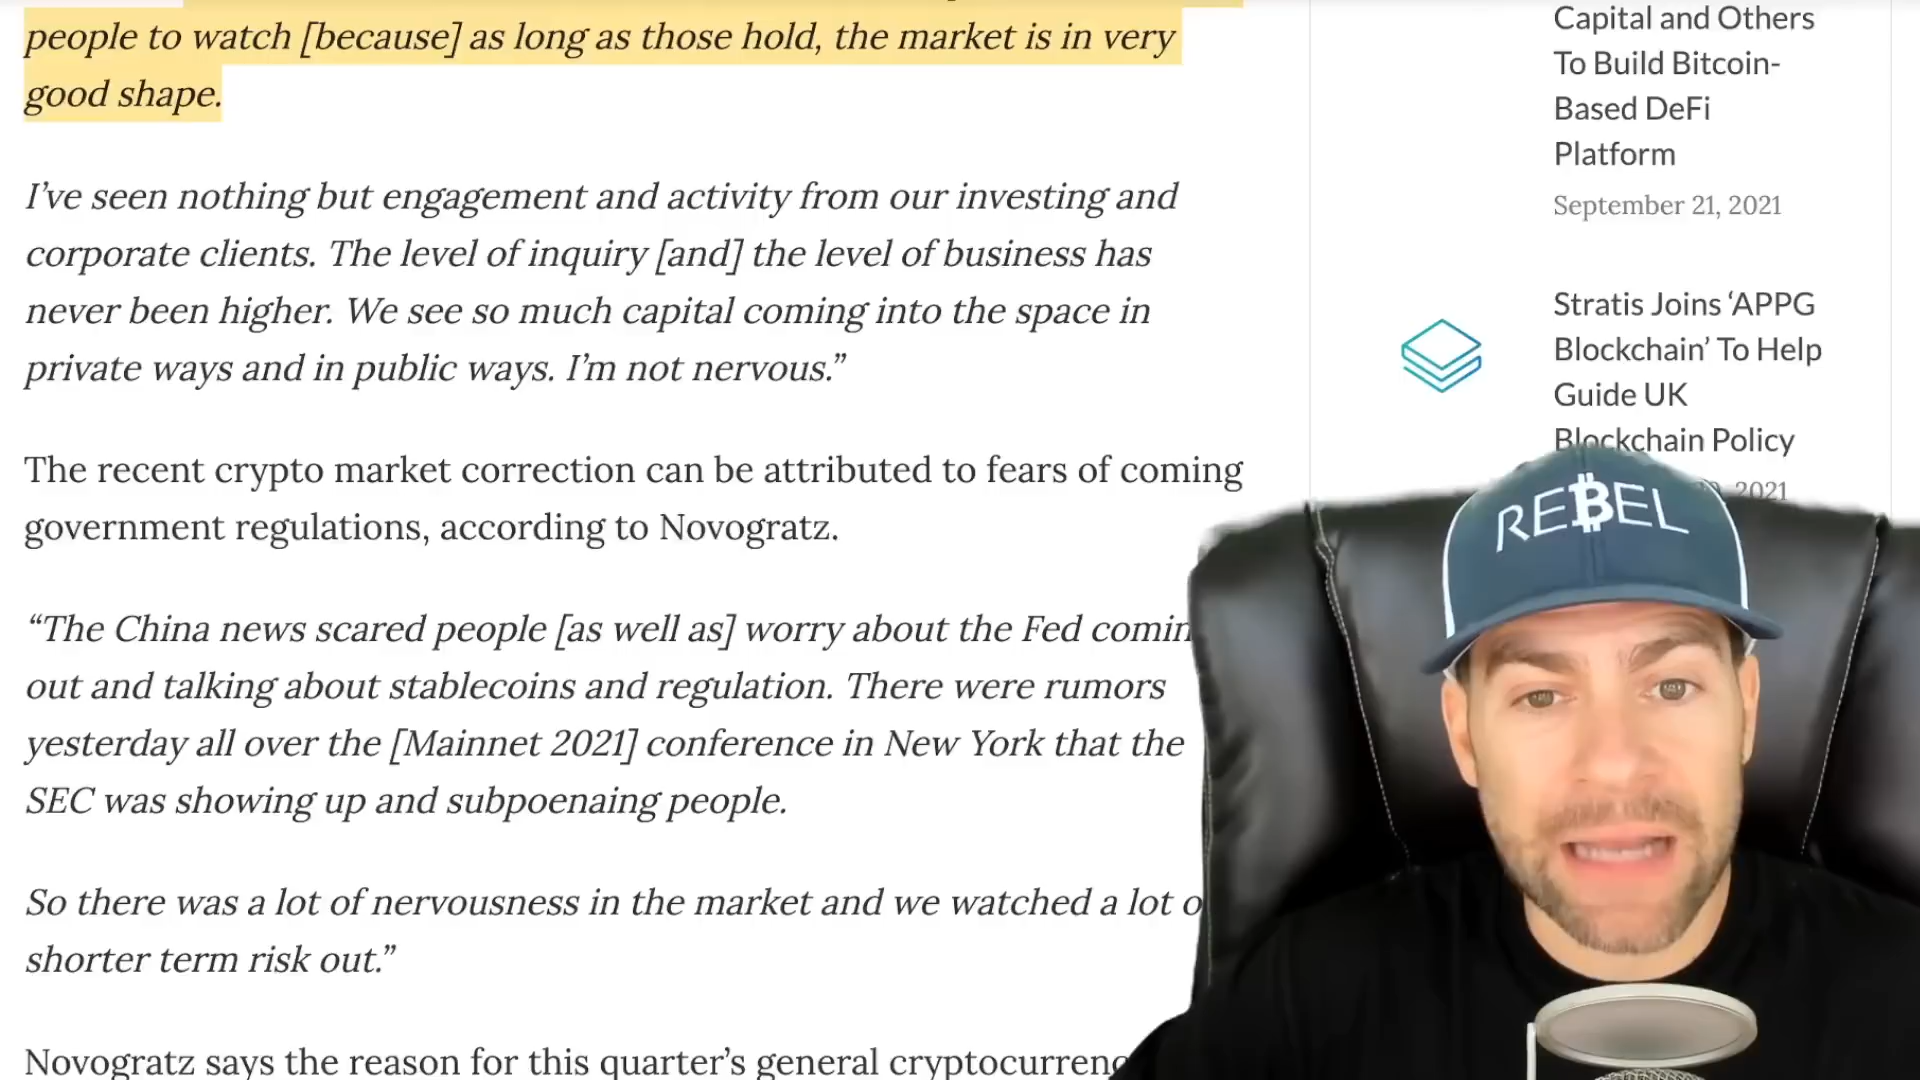 people to watch [because] as long as those hold, the market is in very
good shape.
I’ve seen nothing but engagement and activity from our investing and
corporate clients. The level of inquiry [and] the level of business has
never been higher. We see so much capital coming into the space in
private ways and in public ways. I’m not nervous.”
The recent crypto market correction can be attributed to fears of coming
government regulations, according to Novogratz.
“The China news scared people [as well as] worry about the Fed comin
out and talking about stablecoins and regulation. There were rumors
yesterday all over the [Mainnet 2021] conference in New York that the
SEC was showing up and subpoenaing people.
So there was a lot of nervousness in the market and we watched a lot o
shorter term risk out.”
Novogratz says the reason for this quarter’s general cryptocurrenc
Capital and Others
To Build Bitcoin-
Based DeFi
Platform
September 21, 2021
Stratis Joins ‘APPG
Blockchain’ To Help
Guide UK
Blockchain Policy
, 2021
REBEL